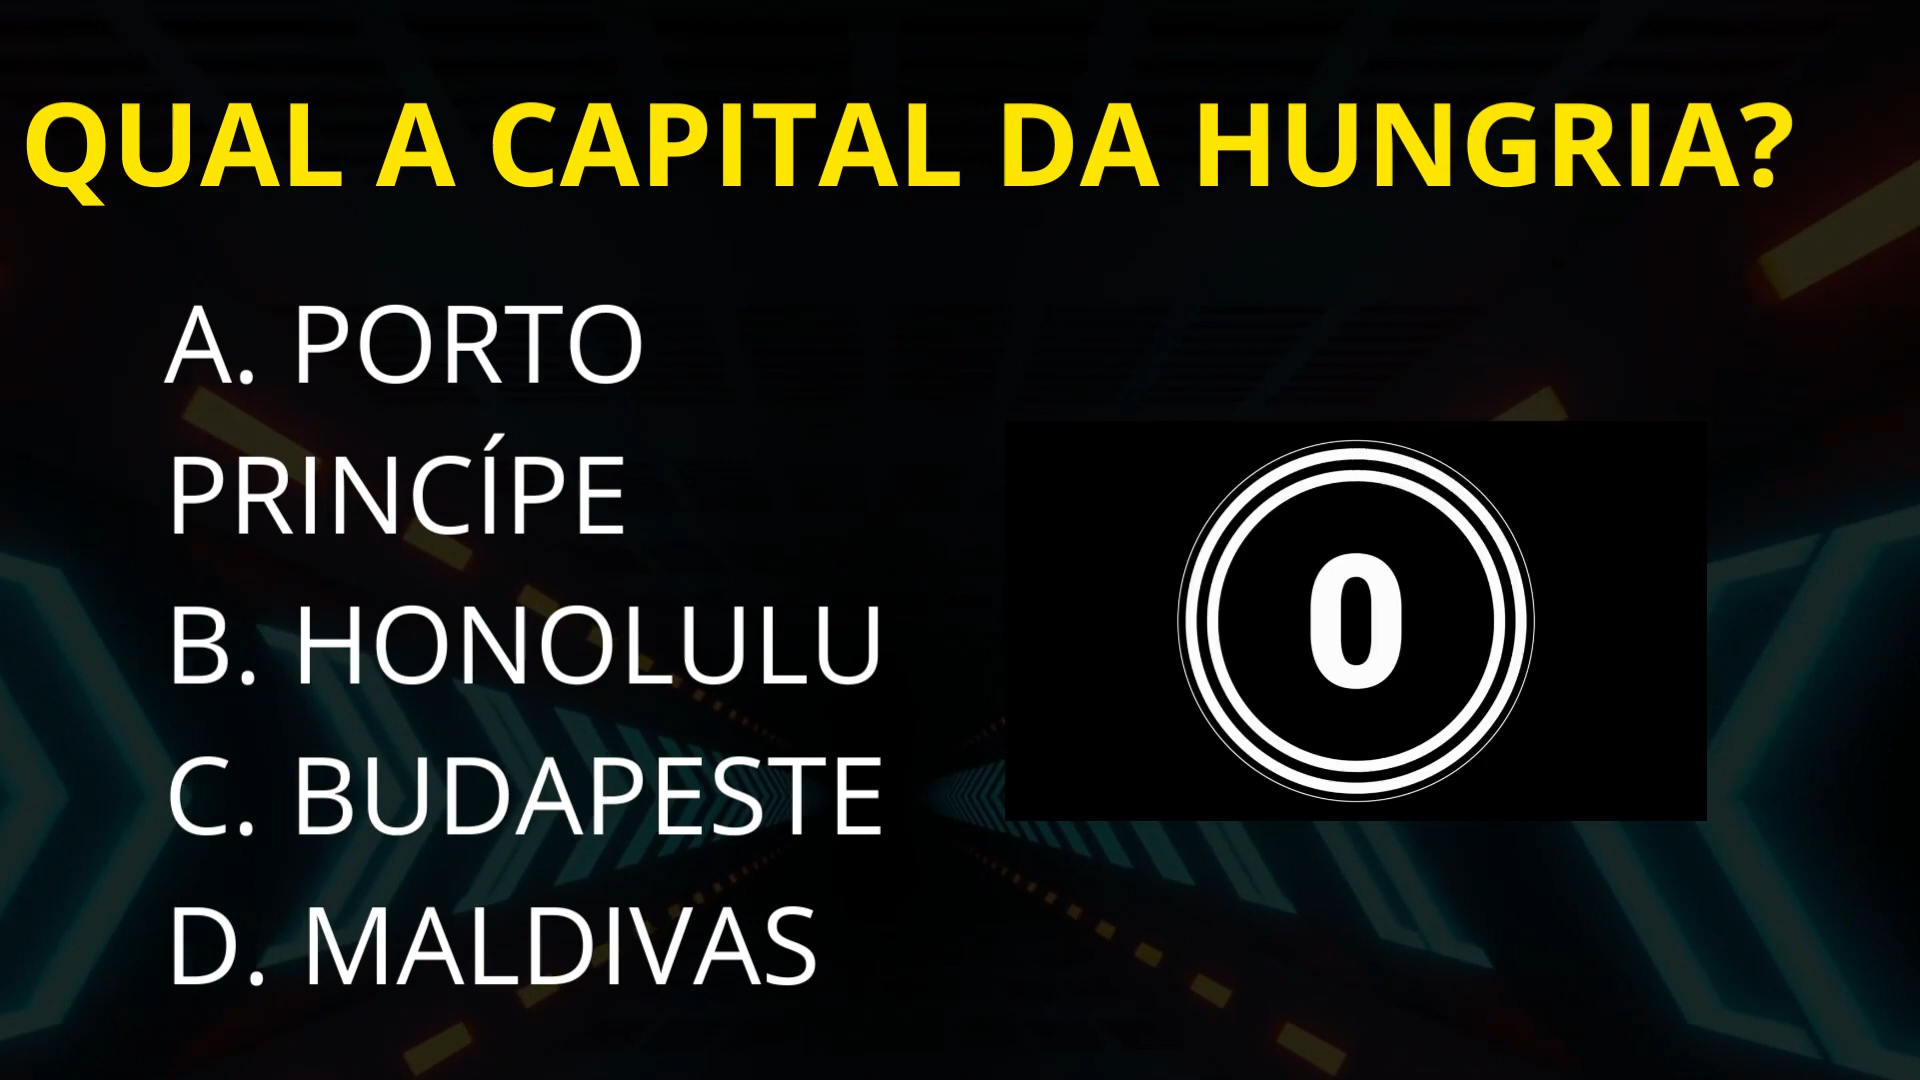 QUAL A CAPITAL DA HUNGRIA?
A. PORTO
PRINCÍPE
B. HONOLULU
C. BUDAPESTE
D. MALDIVAS
0